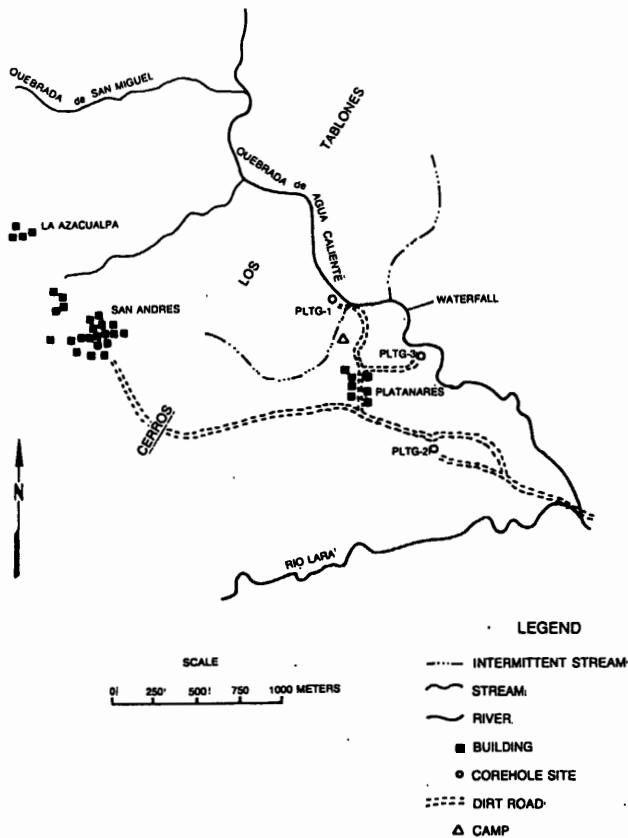 QUEBRADA de SAN MIGUEL
TABLONES
QUEBRADA de AGUA CALIENTE
LA AZACUALPA
LOS
WATERFALL
SAN ANDRES
PLTG-1
PLTG-3
PLATANARES
CERROS
PLTG-2
N
RIO LARA
LEGEND
SCALE
0 250 500 750 1000 METERS
INTERMITTENT STREAM
STREAM
RIVER
BUILDING
COREHOLE SITE
DIRT ROAD
CAMP